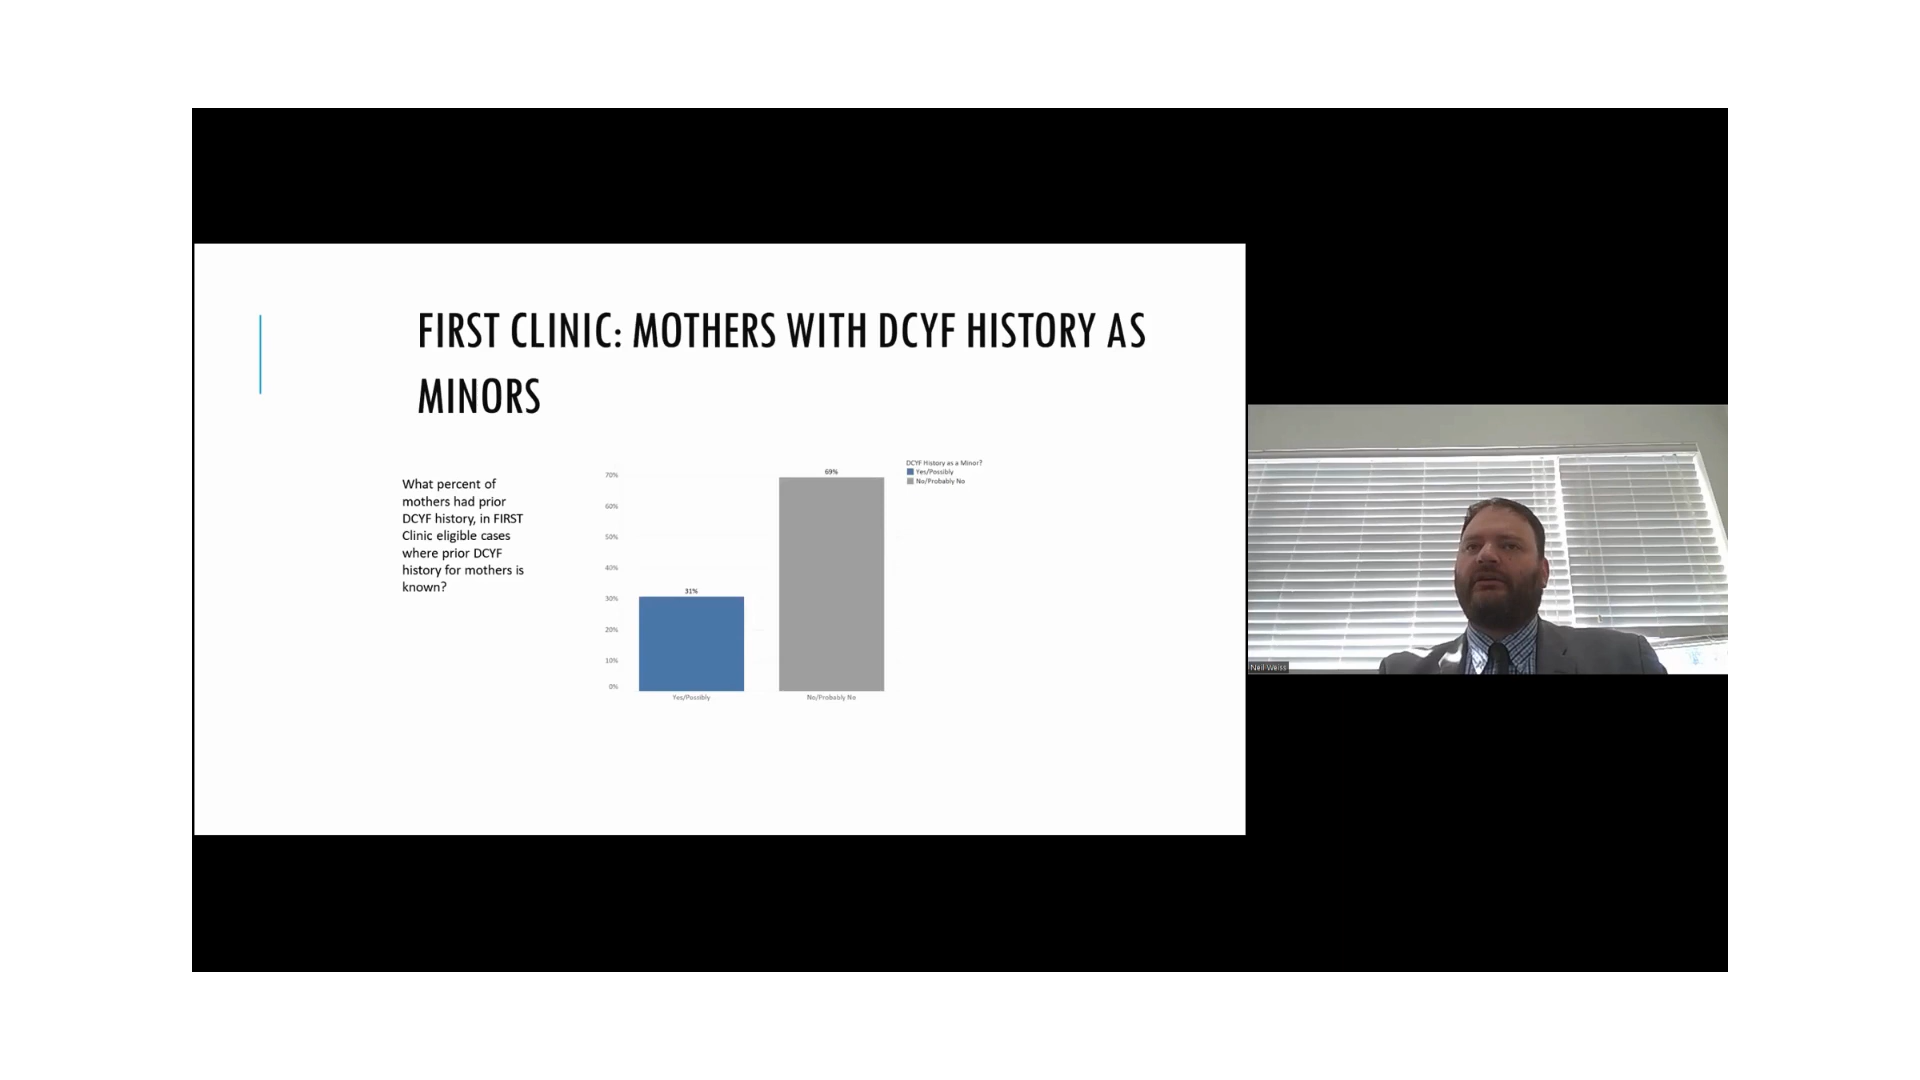 FIRST CLINIC: MOTHERS WITH DCYF HISTORY AS
MINORS
What percent of
mothers had prior
DCYF history, in FIRST
Clinic eligible cases
where prior DCYF
history for mothers is
known?
70%
60%
50%
40%
30%
20%
10%
0%
31%
69%
Yes/Possibly
No/Probably No
DCYF History as a Minor?
Yes/Possibly
No/Probably No
Neil Weiss